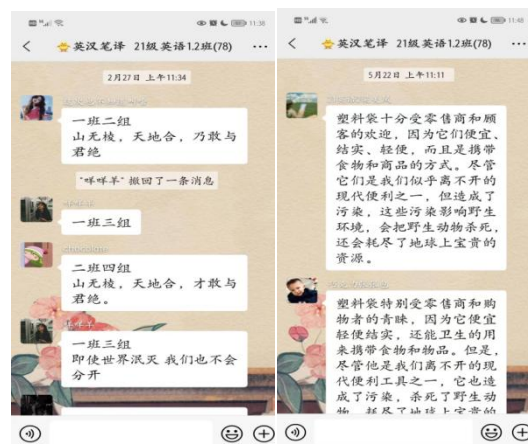 11:38
英汉笔译 21级英语1.2班(78)
2月27日 上午11:34
一班二组
山无棱，天地合，乃敢与
君绝
"咩咩羊" 撤回了一条消息
一班三组
二班四组
山无棱，天地合，才敢与
君绝。
一班三组
即使世界泯灭 我们也不会
分开
11:48
英汉笔译 21级英语1.2班(78)
5月22日 上午11:11
塑料袋十分受零售商和顾
客的欢迎，因为它们便宜、
结实、轻便，而且是携带
食物和商品的方式。尽管
它们是我们似乎离不开的
现代便利之一，但造成了
污染，这些污染影响野生
环境，会把野生动物杀死，
还会耗尽了地球上宝贵的
资源。
塑料袋特别受零售商和购
物者的青睐，因为它便宜
轻便结实，还能卫生的用
来携带食物和物品。但是，
尽管他是我们离不开的现
代便利工具之一，它也造
成了污染，杀死了野生动
物，耗尽了地球上宝贵的